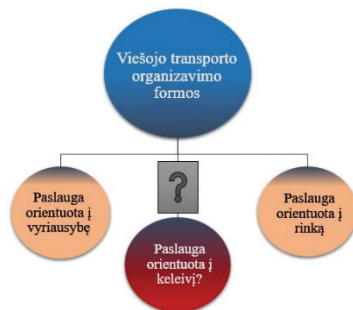 Viešojo transporto
organizavimo
formos
?
Paslauga
orientuota į
vyriausybę
Paslauga
orientuota į
keleivį?
Paslauga
orientuota į
rinką